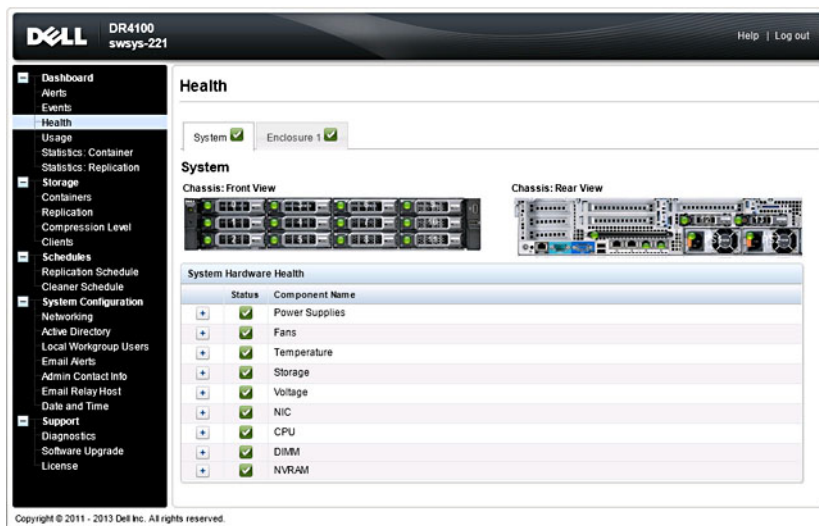 DELL
DR4100
swsys-221
Help | Log out
Dashboard
Alerts
Events
Health
Usage
Statistics: Container
Statistics: Replication
Storage
Containers
Replication
Compression Level
Clients
Schedules
Replication Schedule
Cleaner Schedule
System Configuration
Networking
Active Directory
Local Workgroup Users
Email Alerts
Admin Contact Info
Email Relay Host
Date and Time
Support
Diagnostics
Software Upgrade
License
Health
System
Enclosure 1
System
Chassis: Front View
Chassis: Rear View
System Hardware Health
Status Component Name
Power Supplies
Fans
Temperature
Storage
Voltage
NIC
CPU
DIMM
NVRAM
Copyright © 2011 - 2013 Dell Inc. All rights reserved.